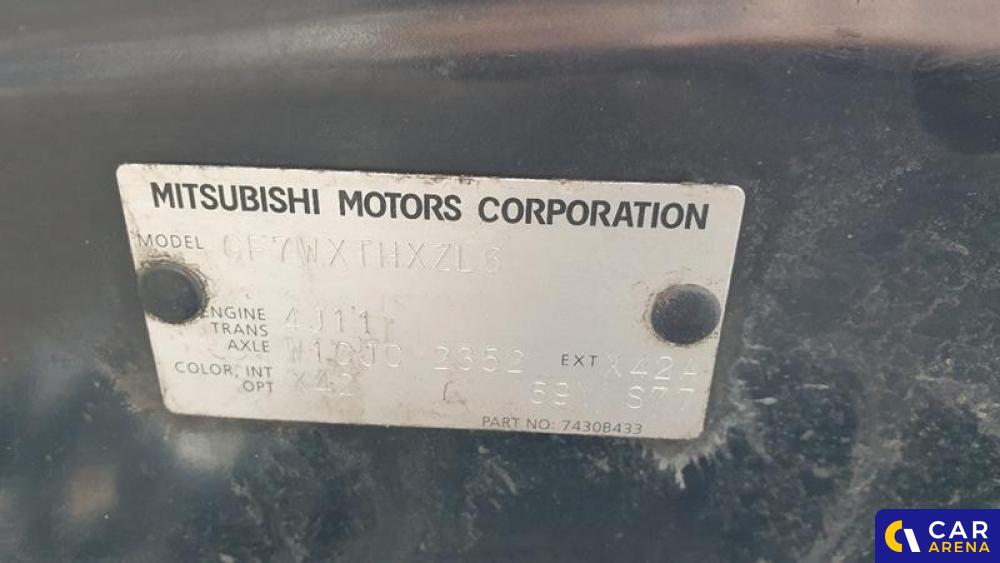 MITSUBISHI MOTORS CORPORATION
MODEL GF7WXTHXZL6
ENGINE 4J11
TRANS
AXLE W1CJC 2352 EXT X42A
COLOR, INT X42
OPT
PART NO: 7430B433
CAR
ARENA